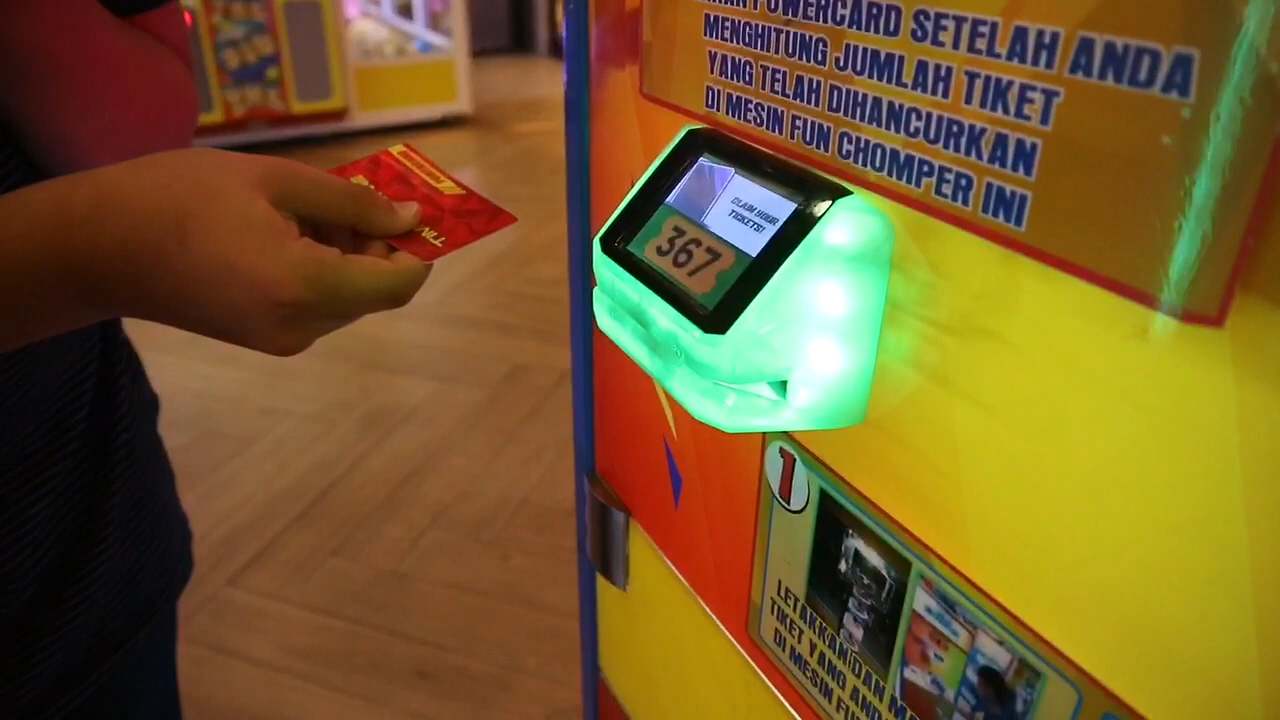 POWERCARD SETELAH ANDA
MENGHITUNG JUMLAH TIKET
YANG TELAH DIHANCURKAN
DI MESIN FUN CHOMPER INI
CLAIM YOUR
TICKETS!
367
1
LETAKKAN DAN
TIKET YANG
DI MESIN FUN